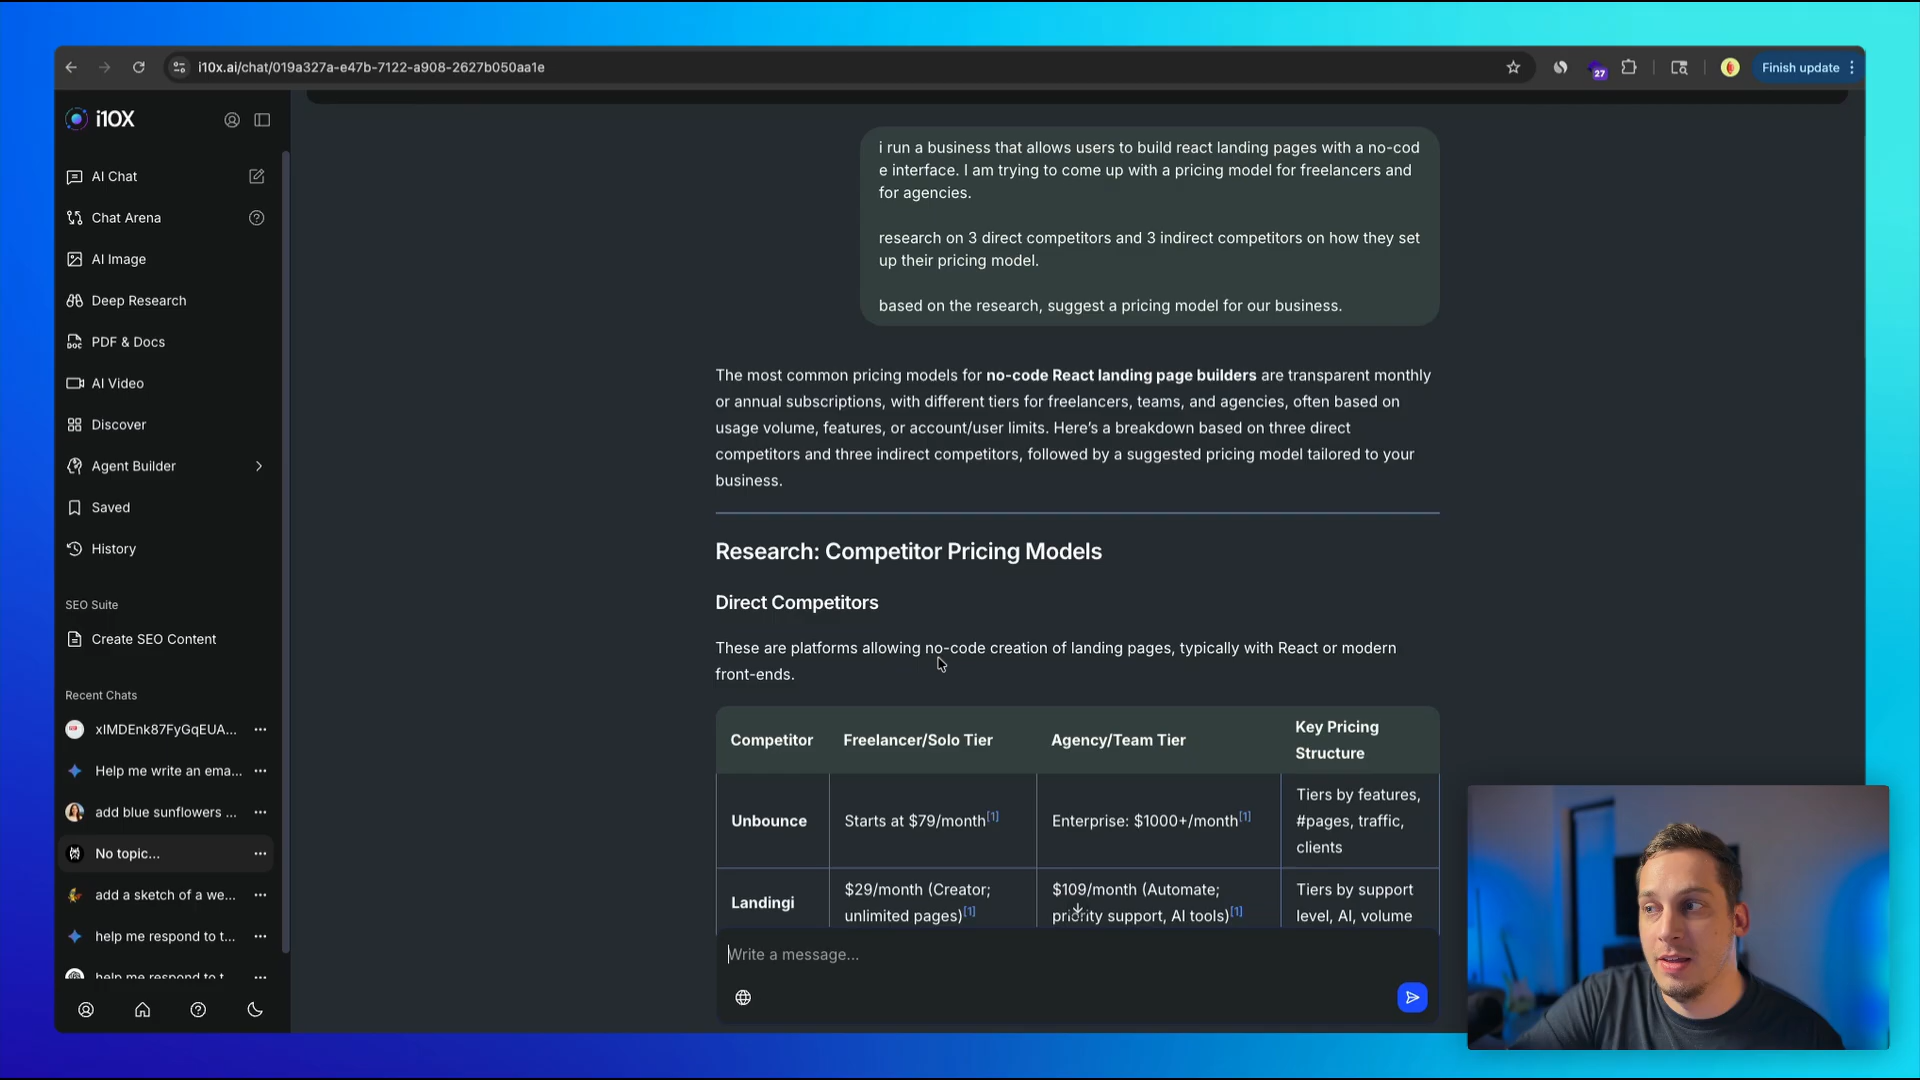 i10x.ai/chat/019a327a-e47b-7122-a908-2627b050aa1e
27
Finish update
i10X
AI Chat
Chat Arena
AI Image
Deep Research
PDF & Docs
AI Video
Discover
Agent Builder
Saved
History
SEO Suite
Create SEO Content
Recent Chats
xIMDEnk87FyGqEUA...
Help me write an ema...
add blue sunflowers ...
No topic...
add a sketch of a we...
help me respond to t...
help me respond to t
i run a business that allows users to build react landing pages with a no-cod
e interface. I am trying to come up with a pricing model for freelancers and
for agencies.
research on 3 direct competitors and 3 indirect competitors on how they set
up their pricing model.
based on the research, suggest a pricing model for our business.
The most common pricing models for no-code React landing page builders are transparent monthly
or annual subscriptions, with different tiers for freelancers, teams, and agencies, often based on
usage volume, features, or account/user limits. Here's a breakdown based on three direct
competitors and three indirect competitors, followed by a suggested pricing model tailored to your
business.
Research: Competitor Pricing Models
Direct Competitors
These are platforms allowing no-code creation of landing pages, typically with React or modern
front-ends.
Competitor
Freelancer/Solo Tier
Agency/Team Tier
Key Pricing
Structure
Unbounce
Starts at $79/month[1]
Enterprise: $1000+/month[1]
Tiers by features,
#pages, traffic,
clients
Landingi
$29/month (Creator;
unlimited pages)[1]
$109/month (Automate;
priority support, AI tools)[1]
Tiers by support
level, AI, volume
Write a message...